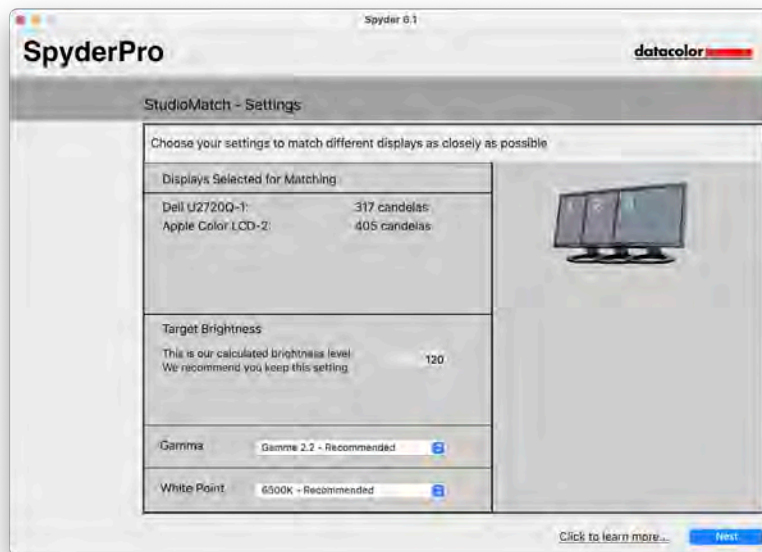 Spyder 6.1
SpyderPro
datacolor
StudioMatch - Settings
Choose your settings to match different displays as closely as possible
Displays Selected for Matching
Dell U2720Q-1: 317 candelas
Apple Color LCD-2: 405 candelas
Target Brightness
This is our calculated brightness level
We recommend you keep this setting
120
Gamma Gamme 2.2 - Recommended
White Point 6500K - Recommended
Click to learn more... Next